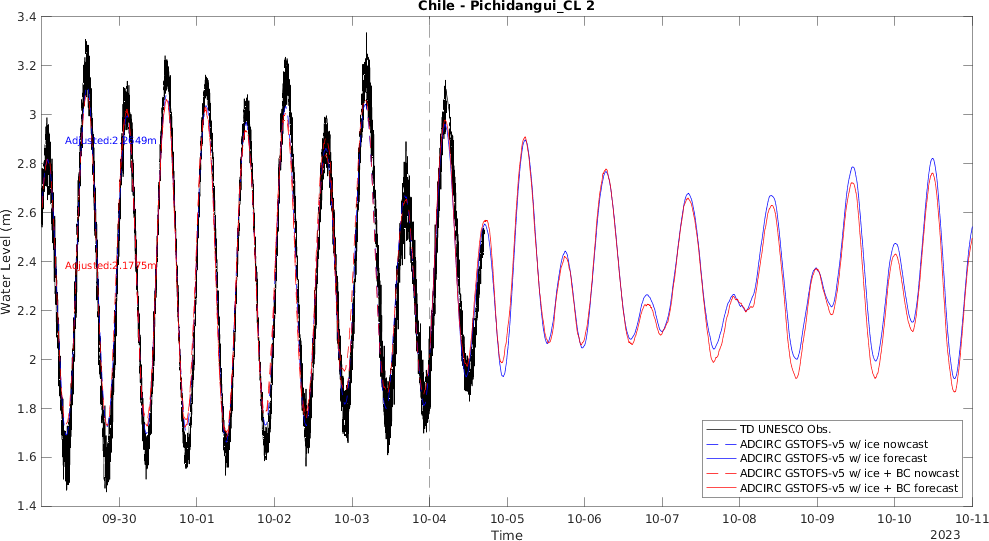 Chile - Pichidangui_CL 2
3.4
3.2
3
2.8
2.6
2.4
2.2
2
1.8
1.6
1.4
Water Level (m)
Adjusted:2.2649m
Adjusted:2.1775m
09-30 10-01 10-02 10-03 10-04 10-05 10-06 10-07 10-08 10-09 10-10 10-11
Time
2023
TD UNESCO Obs.
ADCIRC GSTOFS-v5 w/ ice nowcast
ADCIRC GSTOFS-v5 w/ ice forecast
ADCIRC GSTOFS-v5 w/ ice + BC nowcast
ADCIRC GSTOFS-v5 w/ ice + BC forecast